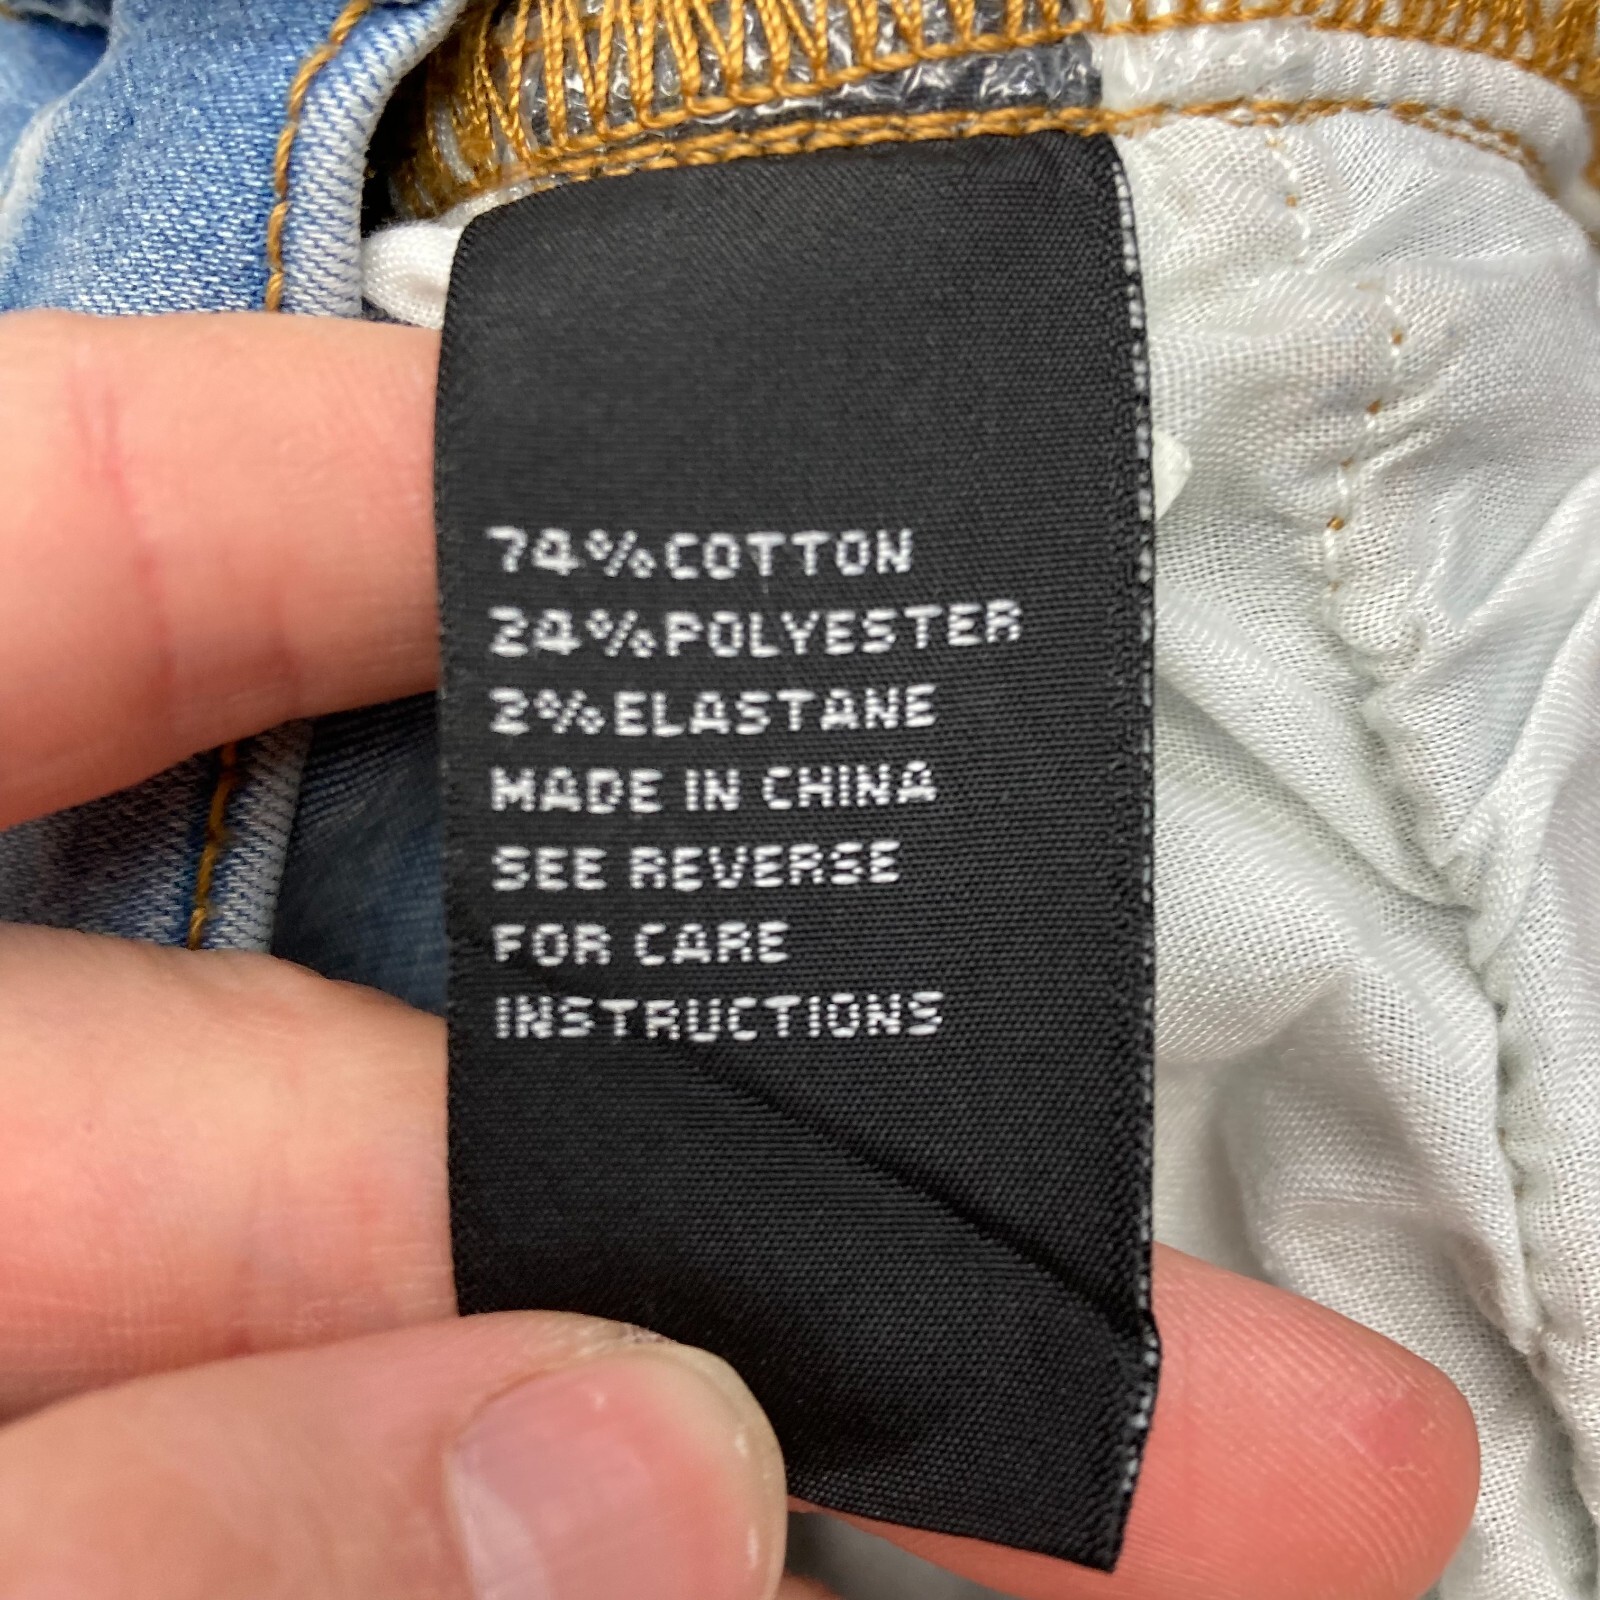 74% COTTON
24% POLYESTER
2% ELASTANE
MADE IN CHINA
SEE REVERSE
FOR CARE
INSTRUCTIONS